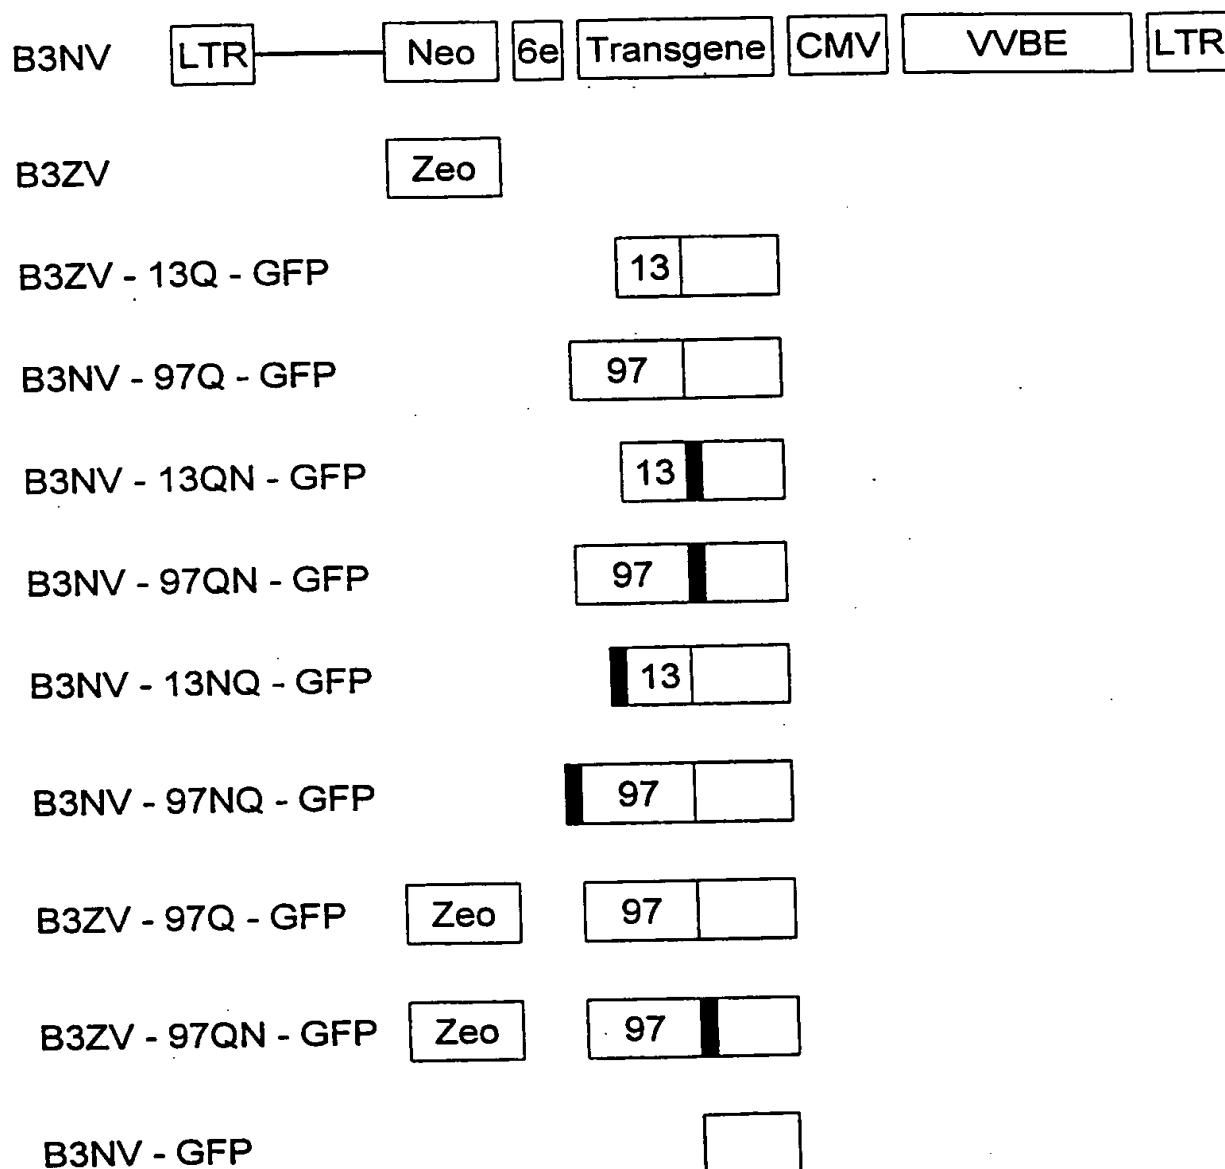 B3NV LTR Neo 6e Transgene CMV VVBE LTR
B3ZV Zeo
B3ZV - 13Q - GFP 13
B3NV - 97Q - GFP 97
B3NV - 13QN - GFP 13
B3NV - 97QN - GFP 97
B3NV - 13NQ - GFP 13
B3NV - 97NQ - GFP 97
B3ZV - 97Q - GFP Zeo 97
B3ZV - 97QN - GFP Zeo 97
B3NV - GFP